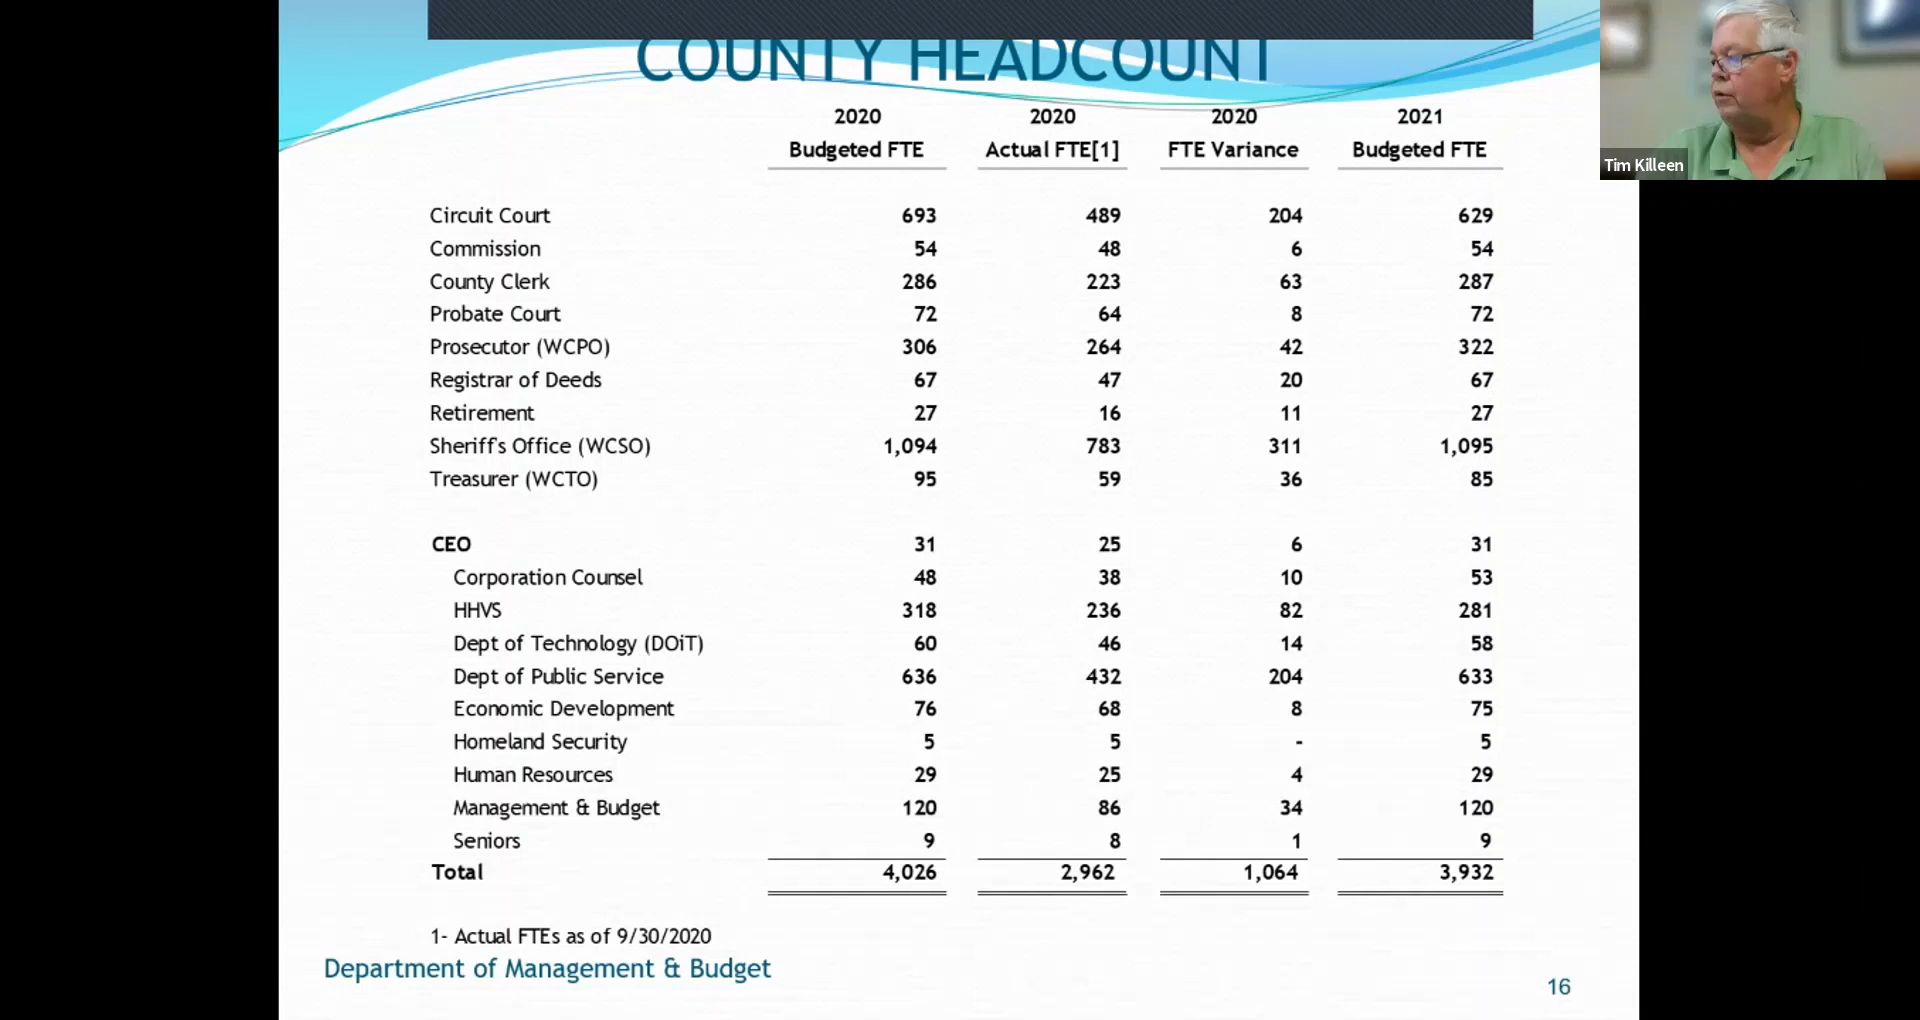 COUNTY HEADCOUNT
2020 2020 2020 2021
Budgeted FTE Actual FTE[1] FTE Variance Budgeted FTE
Circuit Court 693 489 204 629
Commission 54 48 6 54
County Clerk 286 223 63 287
Probate Court 72 64 8 72
Prosecutor (WCPO) 306 264 42 322
Registrar of Deeds 67 47 20 67
Retirement 27 16 11 27
Sheriff's Office (WCSO) 1,094 783 311 1,095
Treasurer (WCTO) 95 59 36 85
CEO 31 25 6 31
Corporation Counsel 48 38 10 53
HHVS 318 236 82 281
Dept of Technology (DOiT) 60 46 14 58
Dept of Public Service 636 432 204 633
Economic Development 76 68 8 75
Homeland Security 5 5 - 5
Human Resources 29 25 4 29
Management & Budget 120 86 34 120
Seniors 9 8 1 9
Total 4,026 2,962 1,064 3,932
1- Actual FTEs as of 9/30/2020
Department of Management & Budget
16
Tim Killeen